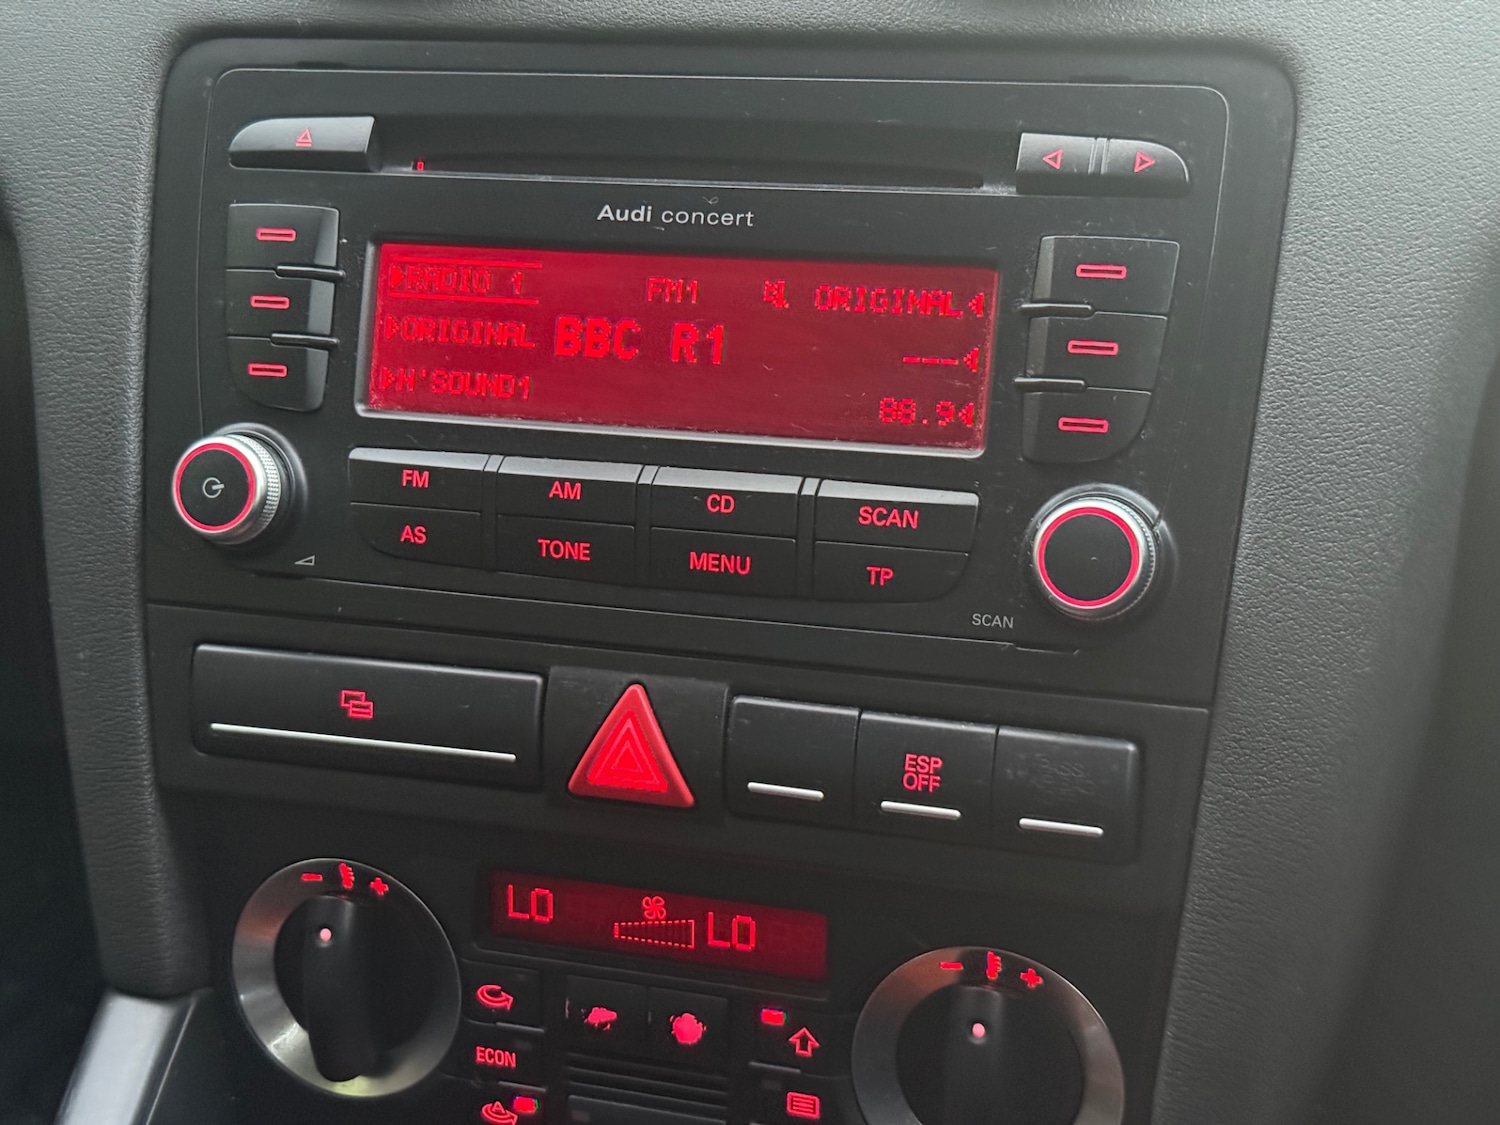 Audi concert
RADIO 1 FM1 ORIGINAL
ORIGINAL BBC R1 ---
N'SOUND1 88.9
FM AM CD SCAN
AS TONE MENU TP
SCAN
ESP
OFF
LO LO
ECON
A